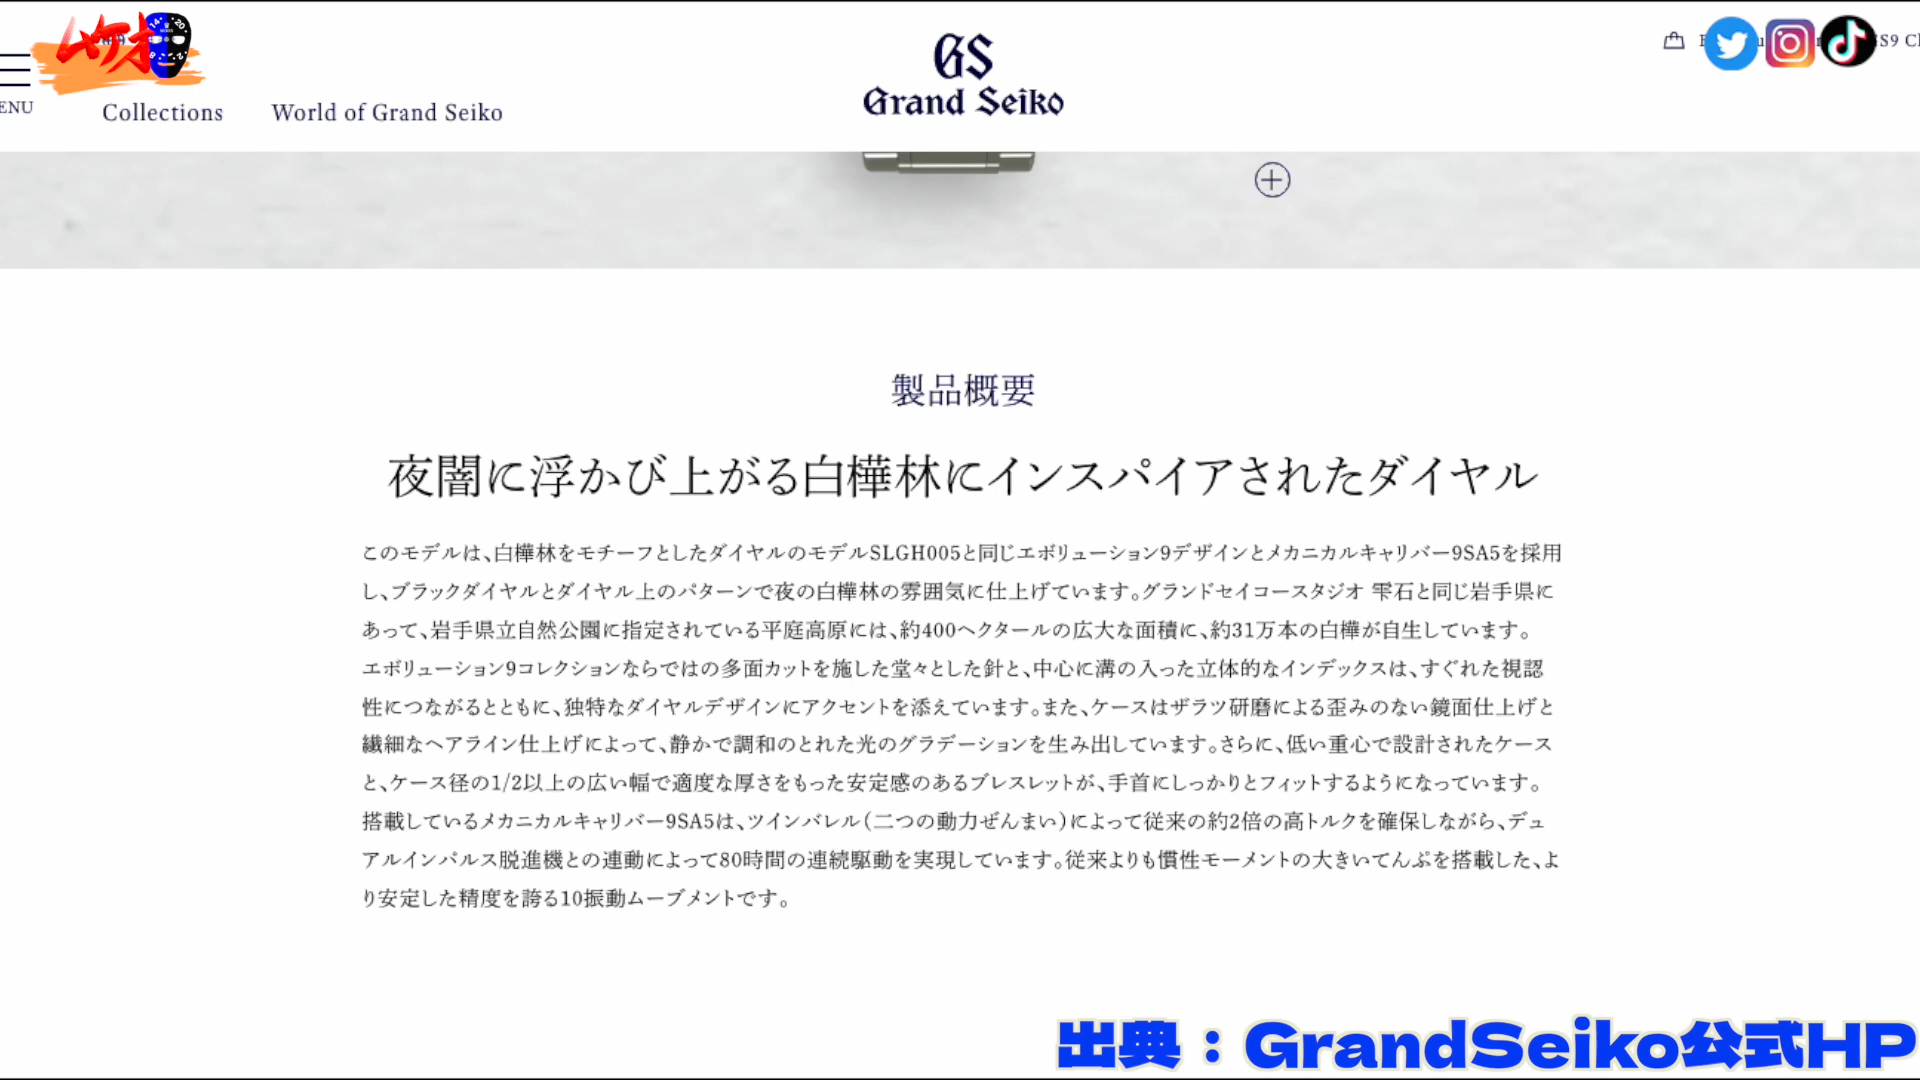 ムケオ
GS
Grand Seiko
S9 Cl
ENU
Collections
World of Grand Seiko
製品概要
夜闇に浮かび上がる白樺林にインスパイアされたダイヤル
このモデルは、白樺林をモチーフとしたダイヤルのモデルSLGH005と同じエボリューション9デザインとメカニカルキャリバー9SA5を採用
し、ブラックダイヤルとダイヤル上のパターンで夜の白樺林の雰囲気に仕上げています。グランドセイコースタジオ 雫石と同じ岩手県に
あって、岩手県立自然公園に指定されている平庭高原には、約400ヘクタールの広大な面積に、約31万本の白樺が自生しています。
エボリューション9コレクションならではの多面カットを施した堂々とした針と、中心に溝の入った立体的なインデックスは、すぐれた視認
性につながるとともに、独特なダイヤルデザインにアクセントを添えています。また、ケースはザラツ研磨による歪みのない鏡面仕上げと
繊細なヘアライン仕上げによって、静かで調和のとれた光のグラデーションを生み出しています。さらに、低い重心で設計されたケース
と、ケース径の1/2以上の広い幅で適度な厚さをもった安定感のあるブレスレットが、手首にしっかりとフィットするようになっています。
搭載しているメカニカルキャリバー9SA5は、ツインバレル（二つの動力ぜんまい）によって従来の約2倍の高トルクを確保しながら、デュ
アルインパルス脱進機との連動によって80時間の連続駆動を実現しています。従来よりも慣性モーメントの大きいてんぷを搭載した、よ
り安定した精度を誇る10振動ムーブメントです。
出典：GrandSeiko公式HP